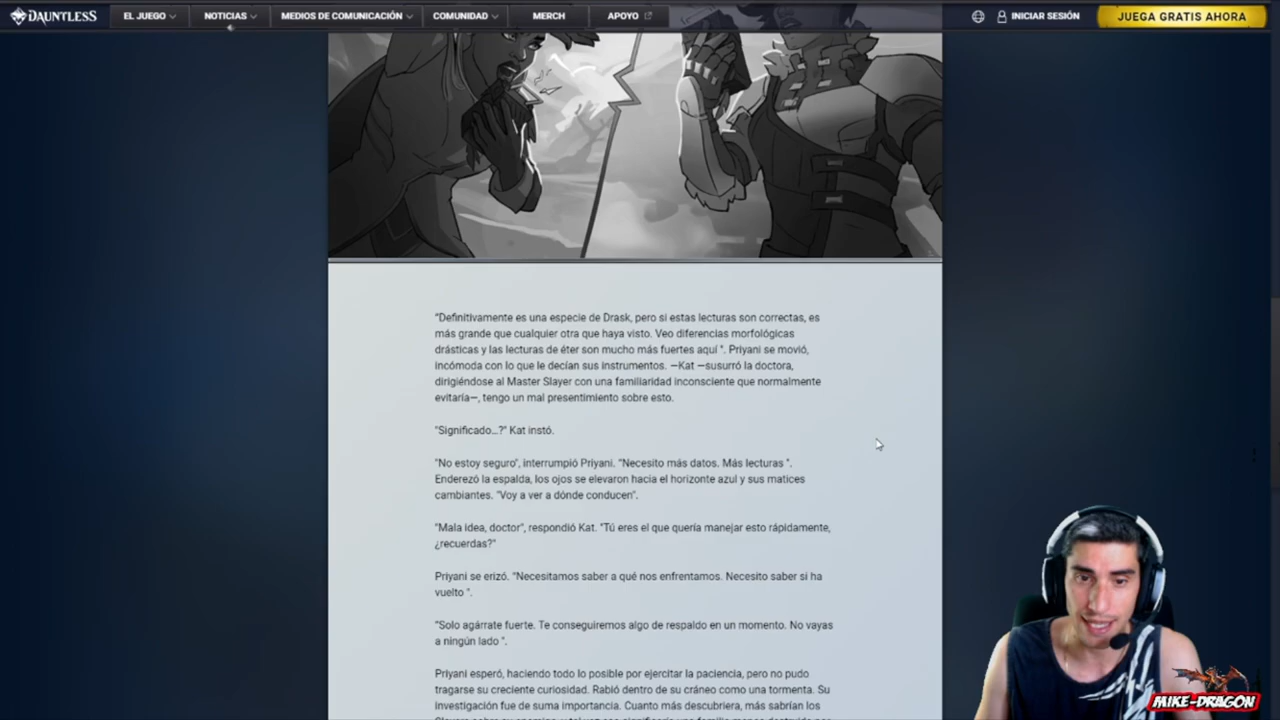 DAUNTLESS
EL JUEGO
NOTICIAS
MEDIOS DE COMUNICACIÓN
COMUNIDAD
MERCH
APOYO
INICIAR SESIÓN
JUEGA GRATIS AHORA
"Definitivamente es una especie de Drask, pero si estas lecturas son correctas, es
más grande que cualquier otra que haya visto. Veo diferencias morfológicas
drásticas y las lecturas de éter son mucho más fuertes aquí ". Priyani se movió,
incómoda con lo que le decían sus instrumentos. —Kat —susurró la doctora,
dirigiéndose al Master Slayer con una familiaridad inconsciente que normalmente
evitaría—, tengo un mal presentimiento sobre esto.
"Significado...?" Kat instó.
"No estoy seguro", interrumpió Priyani. "Necesito más datos. Más lecturas ".
Enderezó la espalda, los ojos se elevaron hacia el horizonte azul y sus matices
cambiantes. "Voy a ver a dónde conducen".
"Mala idea, doctor", respondió Kat. "Tú eres el que quería manejar esto rápidamente,
¿recuerdas?"
Priyani se erizó. "Necesitamos saber a qué nos enfrentamos. Necesito saber si ha
vuelto ".
"Solo agárrate fuerte. Te conseguiremos algo de respaldo en un momento. No vayas
a ningún lado ".
Priyani esperó, haciendo todo lo posible por ejercitar la paciencia, pero no pudo
tragarse su creciente curiosidad. Rabió dentro de su cráneo como una tormenta. Su
investigación fue de suma importancia. Cuanto más descubriera, más sabrían los
MIKE-DRAGON